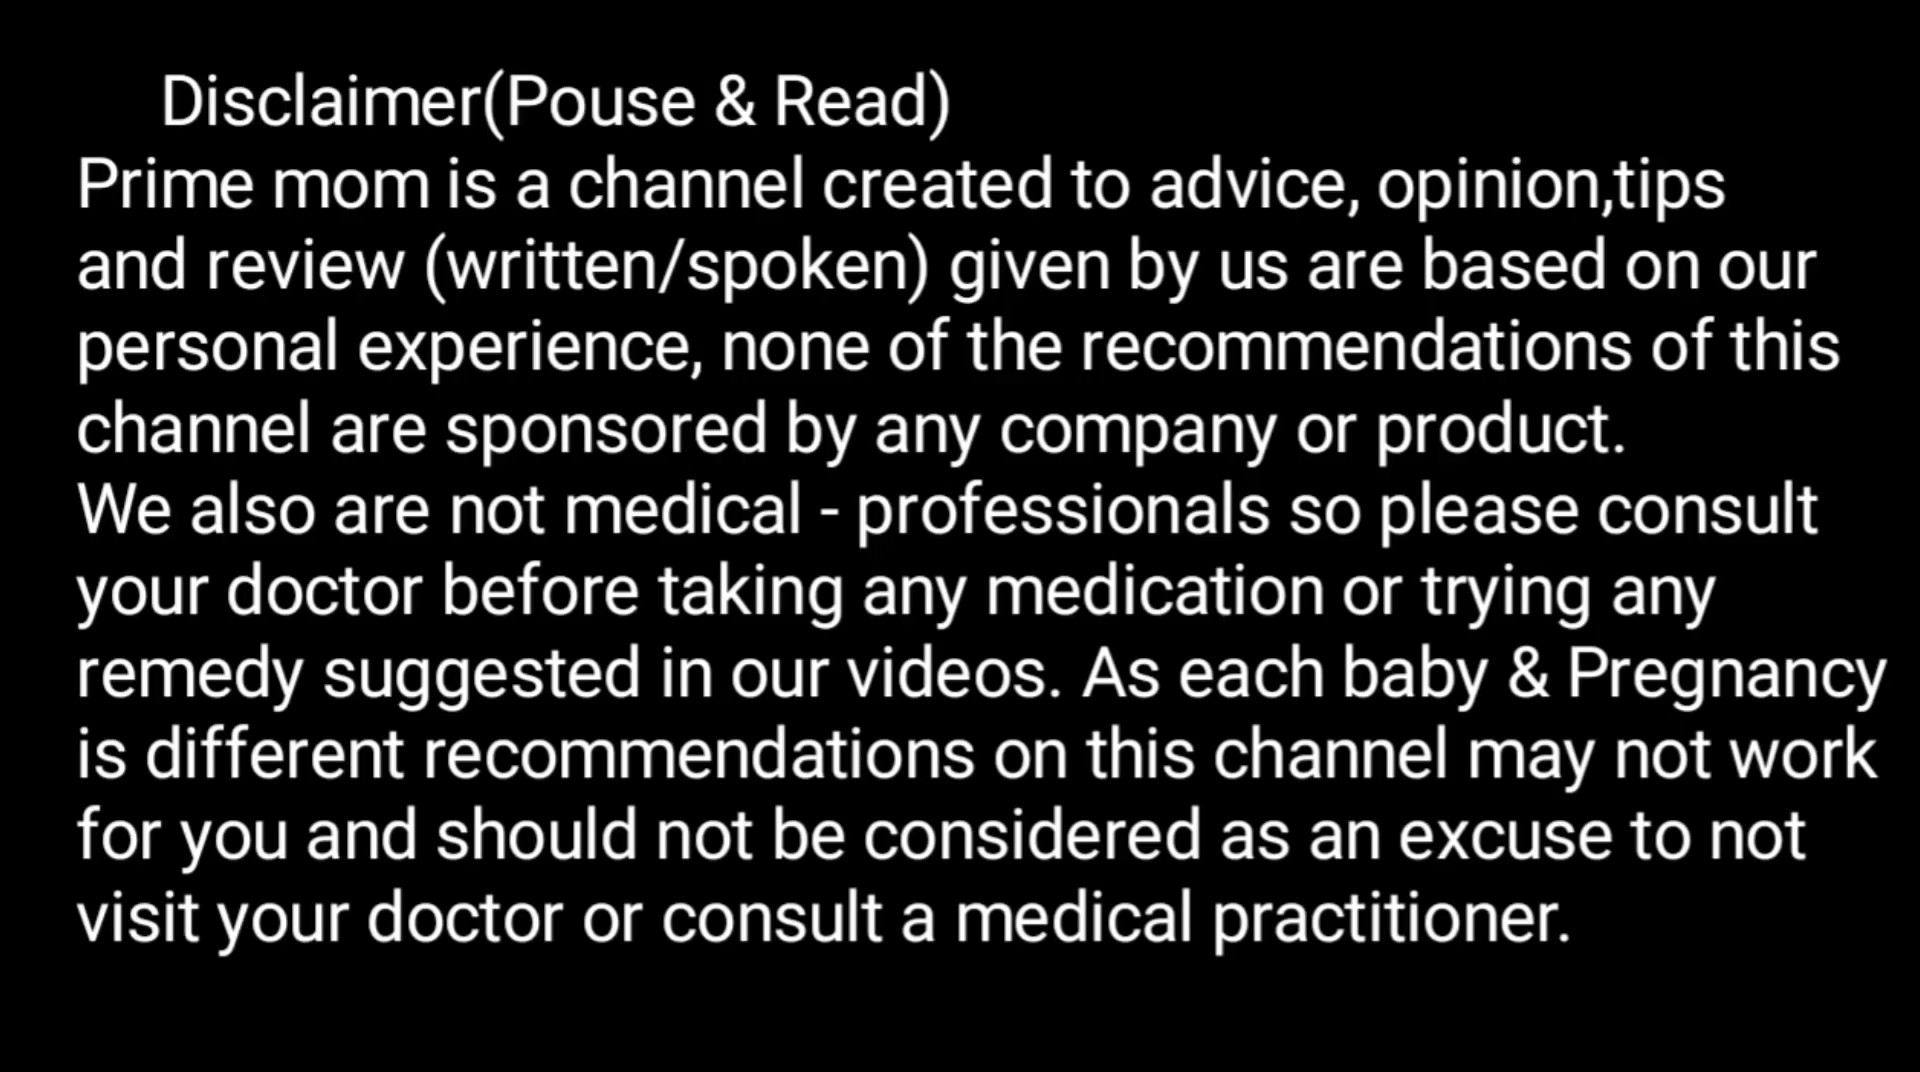 Disclaimer(Pouse & Read)
Prime mom is a channel created to advice, opinion,tips
and review (written/spoken) given by us are based on our
personal experience, none of the recommendations of this
channel are sponsored by any company or product.
We also are not medical - professionals so please consult
your doctor before taking any medication or trying any
remedy suggested in our videos. As each baby & Pregnancy
is different recommendations on this channel may not work
for you and should not be considered as an excuse to not
visit your doctor or consult a medical practitioner.